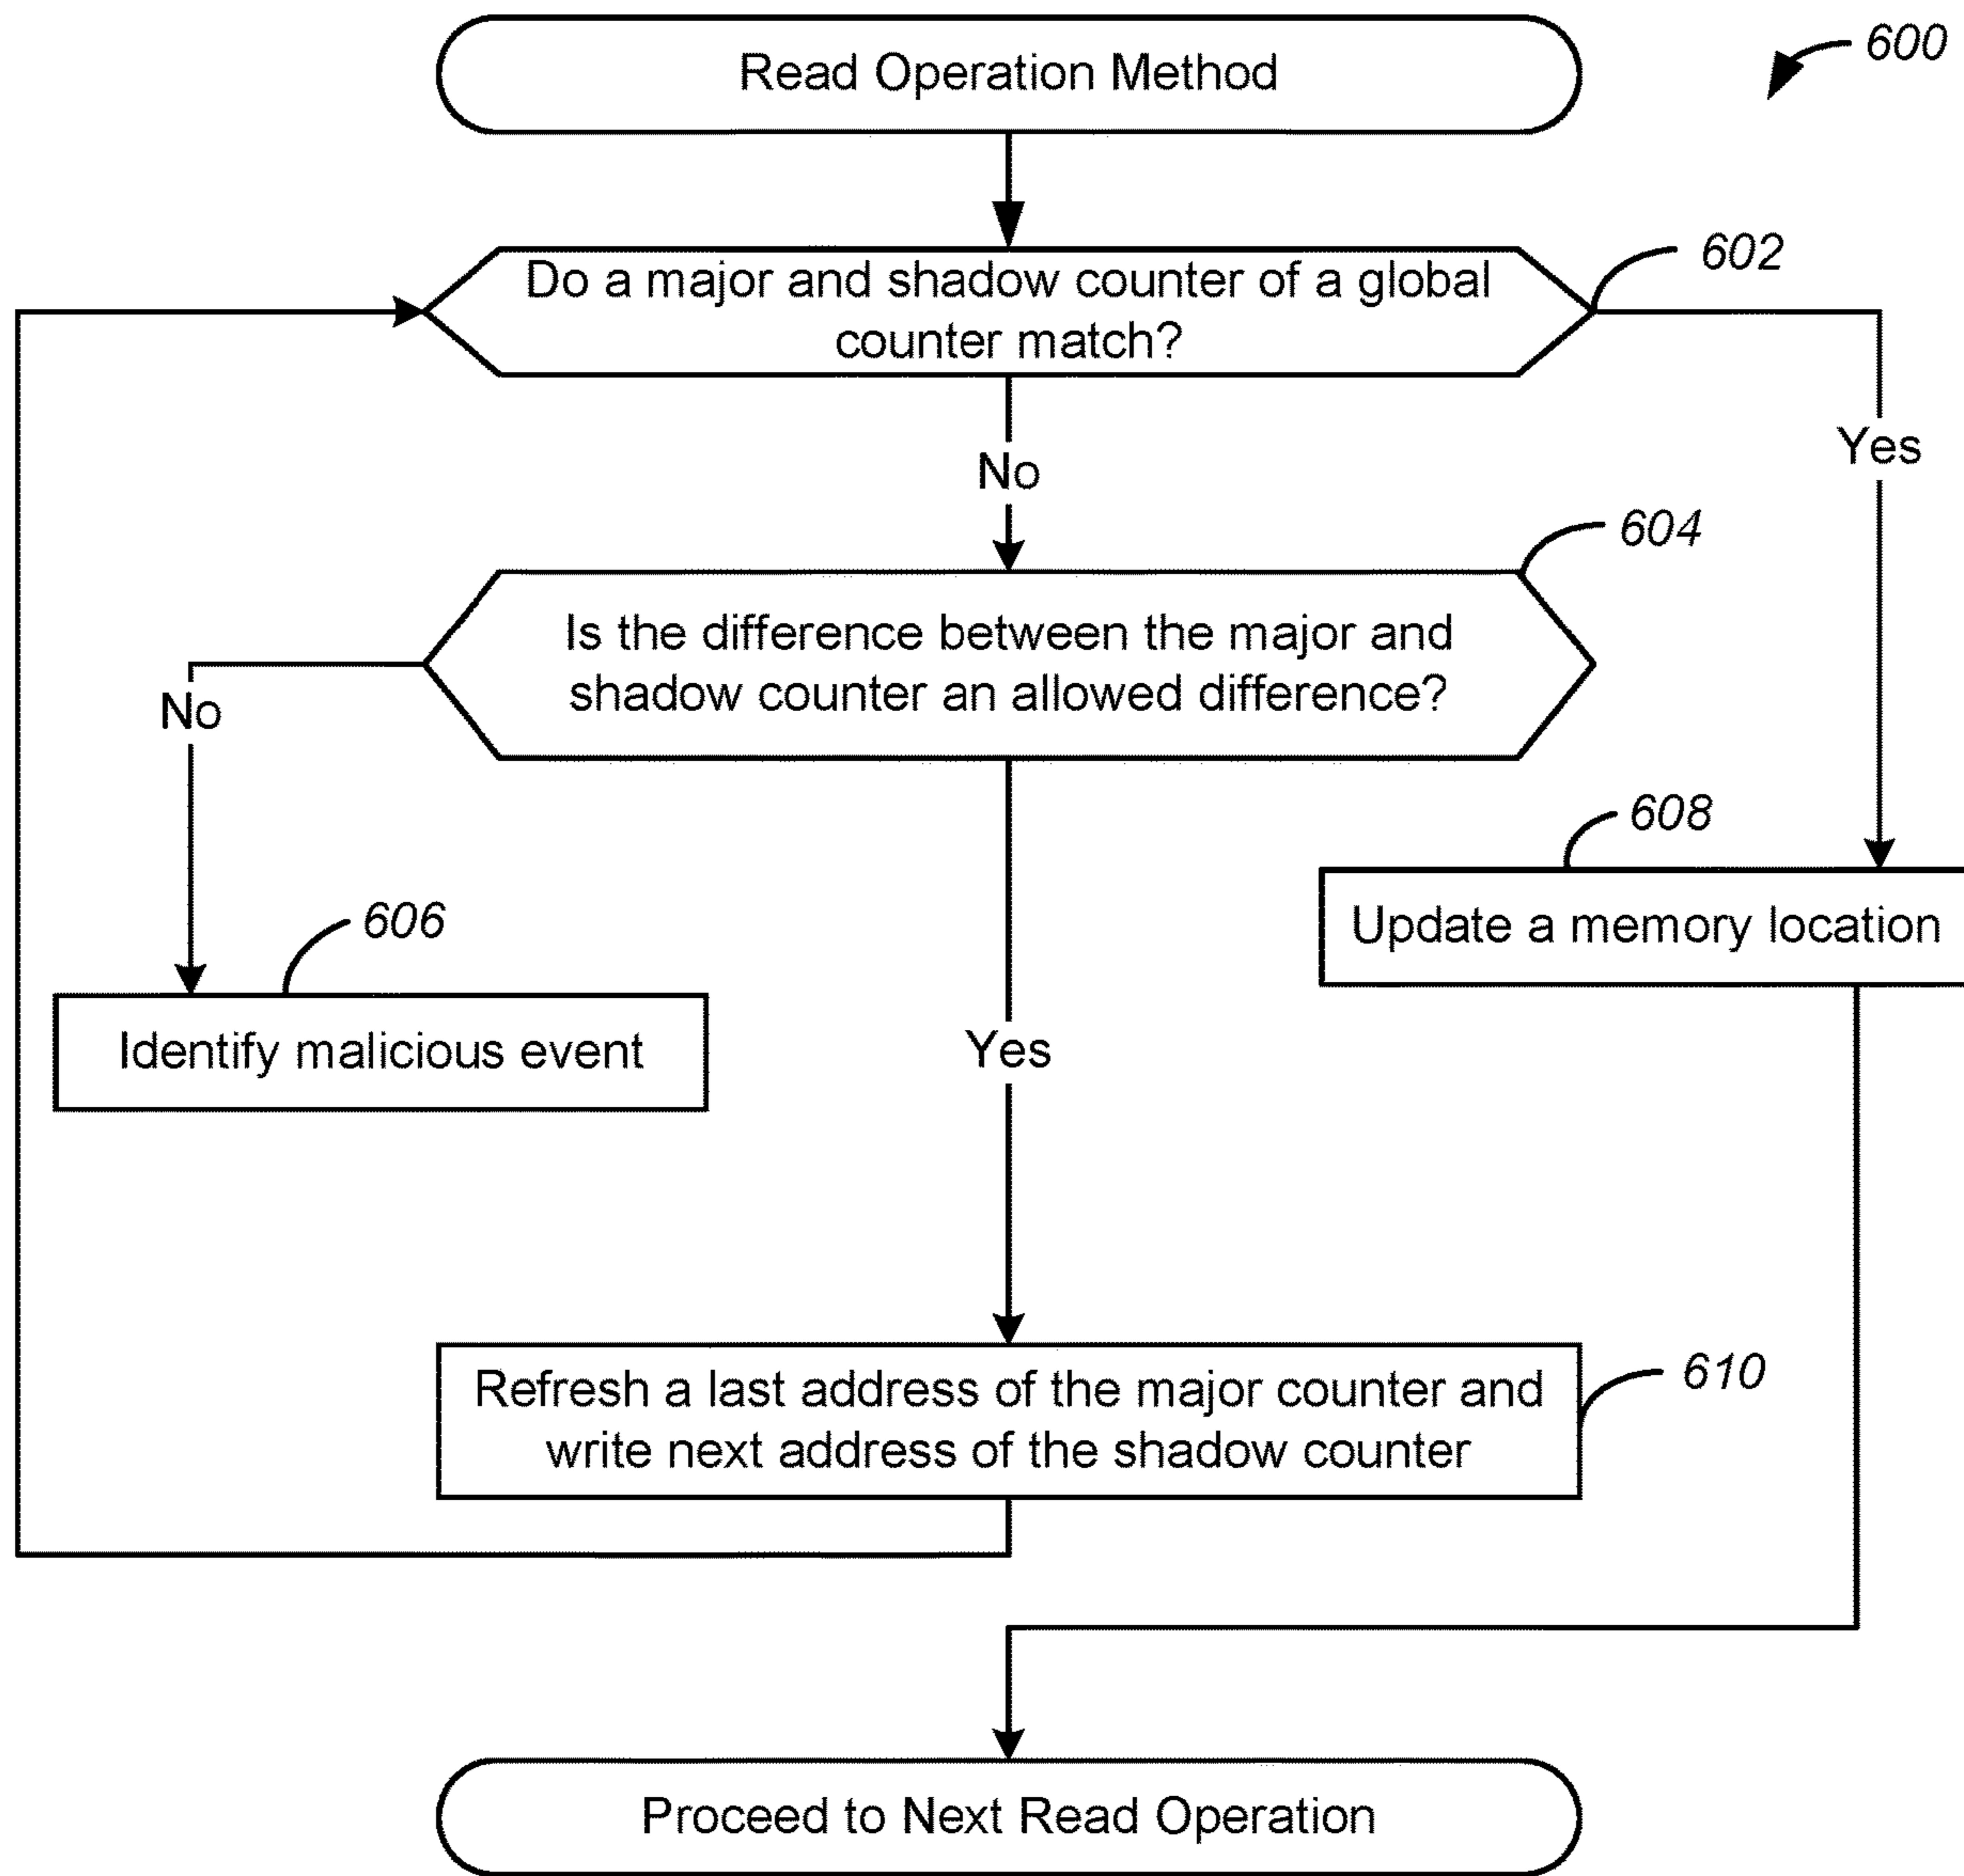 Read Operation Method
600
Do a major and shadow counter of a global
counter match?
602
No
Yes
604
Is the difference between the major and
shadow counter an allowed difference?
No
608
Update a memory location
606
Identify malicious event
Yes
Refresh a last address of the major counter and
write next address of the shadow counter
610
Proceed to Next Read Operation